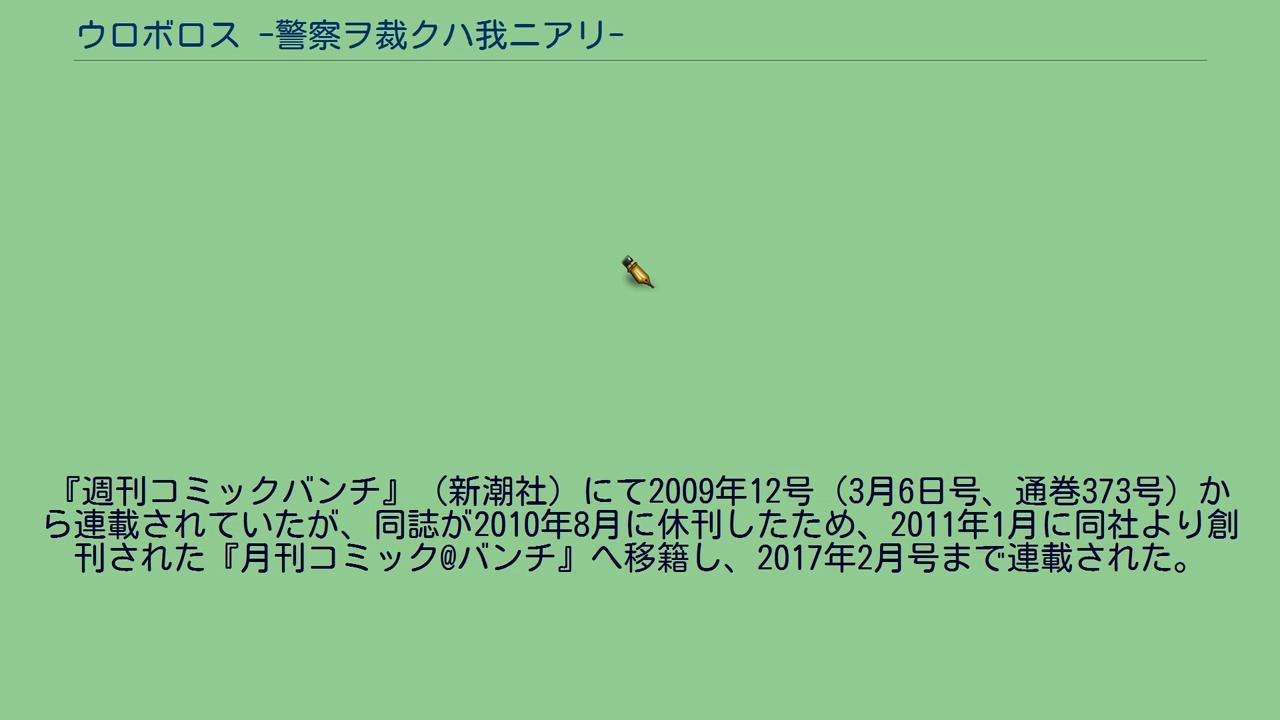 ウロボロス -警察ヲ裁クハ我ニアリ-
『週刊コミックバンチ』（新潮社）にて2009年12号（3月6日号、通巻373号）か
ら連載されていたが、同誌が2010年8月に休刊したため、2011年1月に同社より創
刊された『月刊コミック@バンチ』へ移籍し、2017年2月号まで連載された。